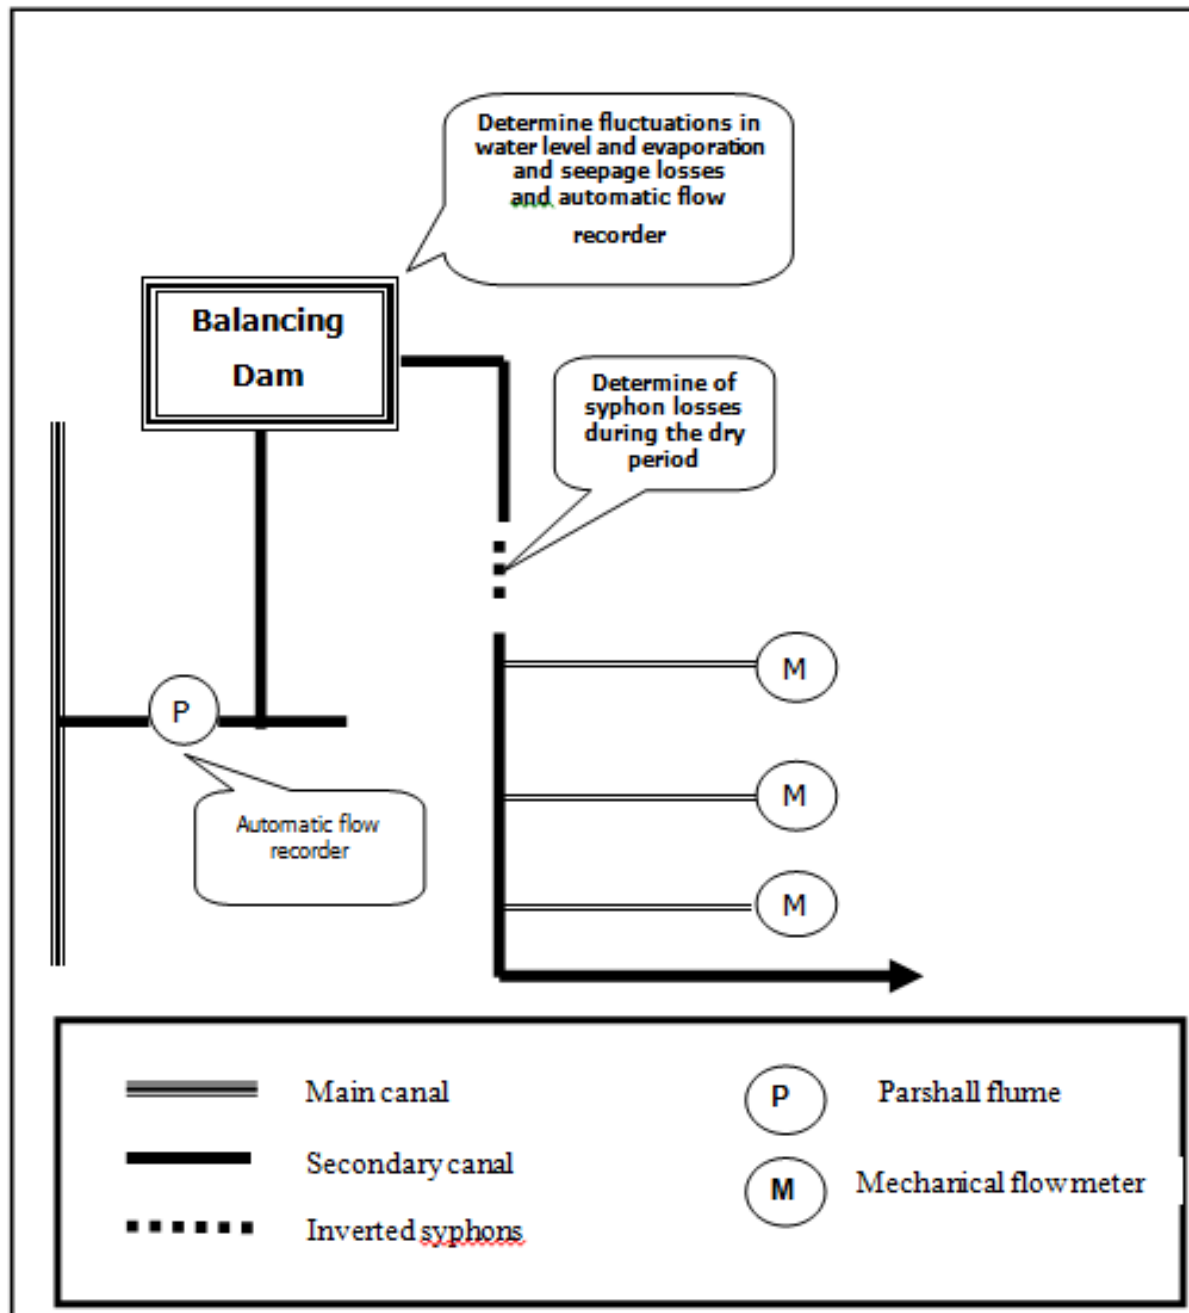 Determine fluctuations in
water level and evaporation
and seepage losses
and automatic flow
recorder
Balancing
Dam
Determine of
syphon losses
during the dry
period
M
P
M
Automatic flow
recorder
M
Main canal
P
Parshall flume
Secondary canal
M
Mechanical flow meter
Inverted syphons